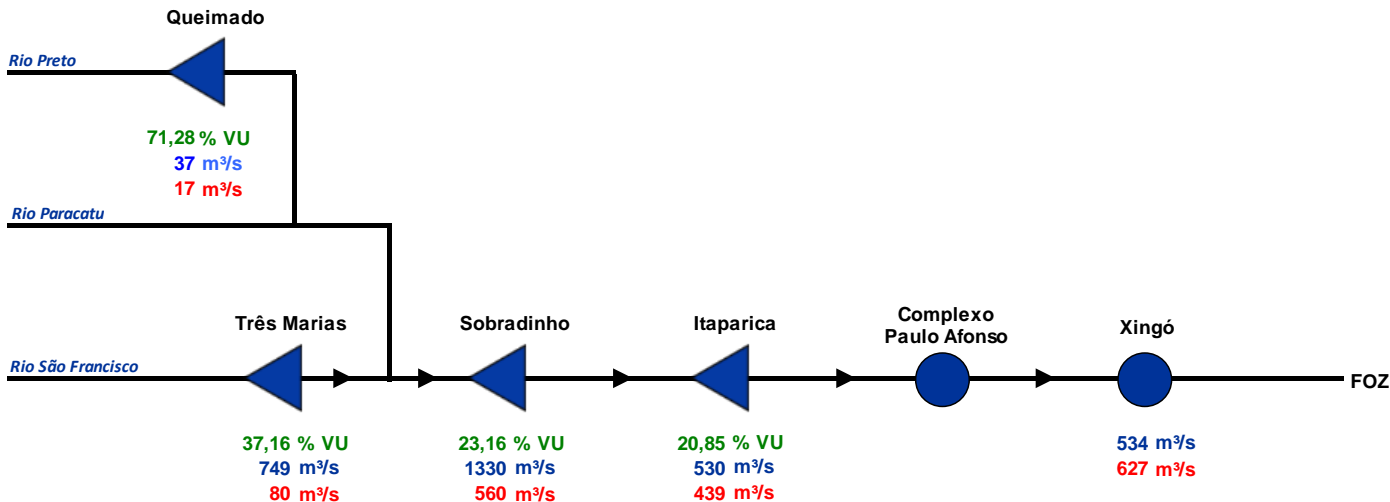 Queimado
Rio Preto
71,28 % VU
37 m³/s
17 m³/s
Rio Paracatu
Três Marias
Sobradinho
Itaparica
Complexo
Paulo Afonso
Xingó
Rio São Francisco
FOZ
37,16 % VU
749 m³/s
80 m³/s
23,16 % VU
1330 m³/s
560 m³/s
20,85 % VU
530 m³/s
439 m³/s
534 m³/s
627 m³/s